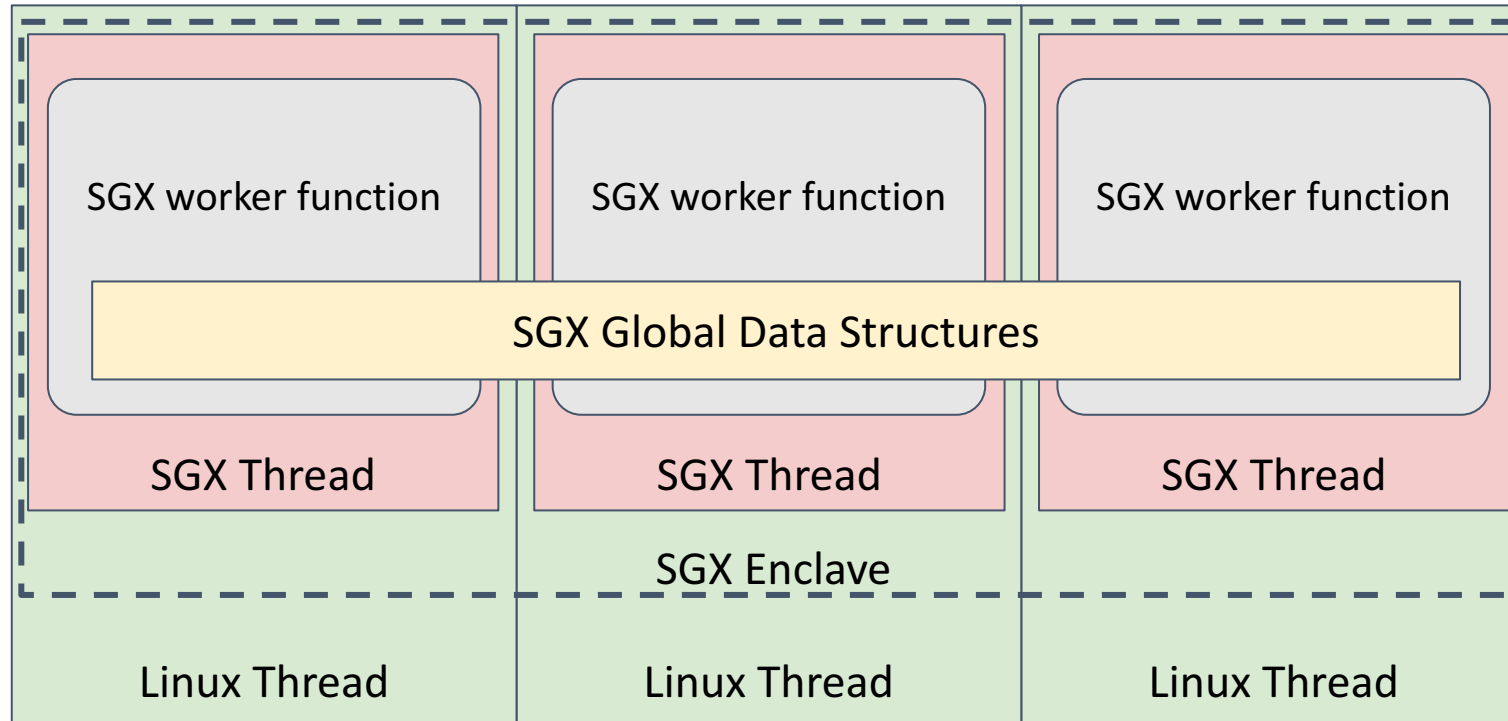 SGX worker function
SGX worker function
SGX worker function
SGX Global Data Structures
SGX Thread
SGX Thread
SGX Thread
SGX Enclave
Linux Thread
Linux Thread
Linux Thread